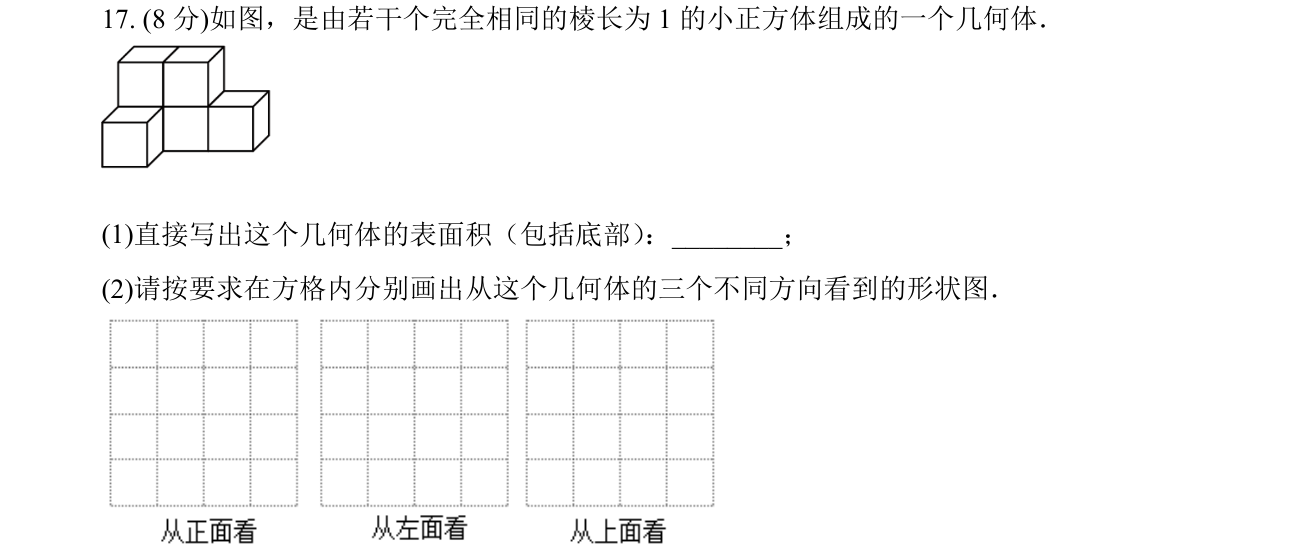 17. (8 分)如图，是由若干个完全相同的棱长为 1 的小正方体组成的一个几何体．
(1)直接写出这个几何体的表面积（包括底部）：________；
(2)请按要求在方格内分别画出从这个几何体的三个不同方向看到的形状图．
从正面看 从左面看 从上面看